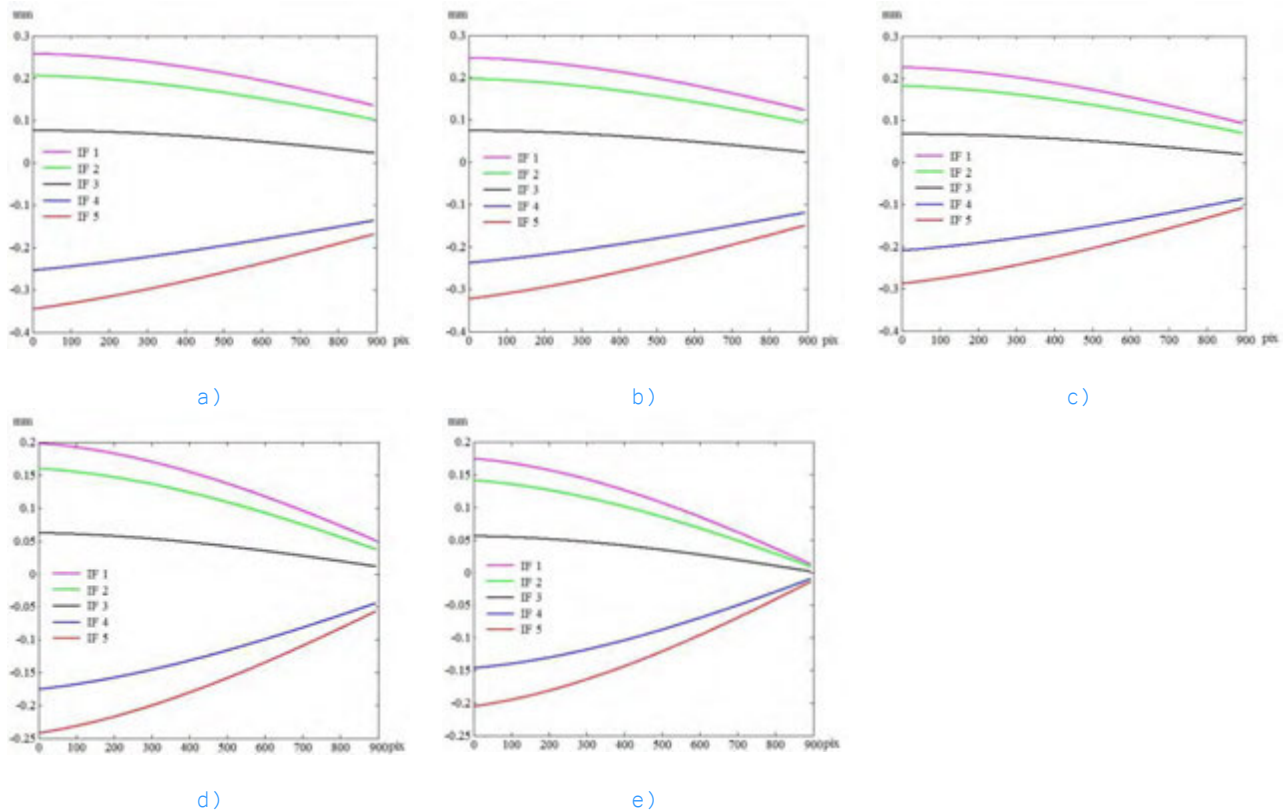 mm
0.3
0.2
0.1
0
-0.1
-0.2
-0.3
-0.4
IF 1
IF 2
IF 3
IF 4
IF 5
0 100 200 300 400 500 600 700 800 900 pix
a)
mm
0.3
0.2
0.1
0
-0.1
-0.2
-0.3
-0.4
IF 1
IF 2
IF 3
IF 4
IF 5
0 100 200 300 400 500 600 700 800 900 pix
b)
mm
0.3
0.2
0.1
0
-0.1
-0.2
-0.3
-0.4
IF 1
IF 2
IF 3
IF 4
IF 5
0 100 200 300 400 500 600 700 800 900 pix
c)
mm
0.2
0.15
0.1
0.05
0
-0.05
-0.1
-0.15
-0.2
-0.25
IF 1
IF 2
IF 3
IF 4
IF 5
0 100 200 300 400 500 600 700 800 900 pix
d)
mm
0.2
0.15
0.1
0.05
0
-0.05
-0.1
-0.15
-0.2
-0.25
IF 1
IF 2
IF 3
IF 4
IF 5
0 100 200 300 400 500 600 700 800 900 pix
e)